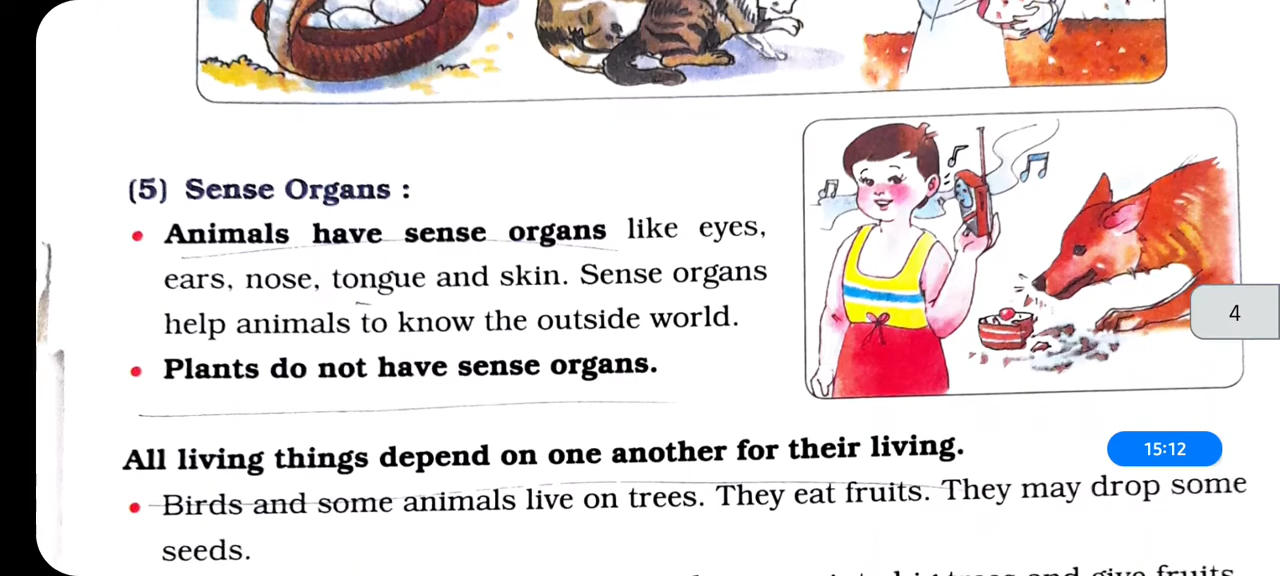 (5) Sense Organs :
• Animals have sense organs like eyes,
ears, nose, tongue and skin. Sense organs
help animals to know the outside world.
• Plants do not have sense organs.
4
All living things depend on one another for their living.
15:12
• Birds and some animals live on trees. They eat fruits. They may drop some
seeds.
and give fruits